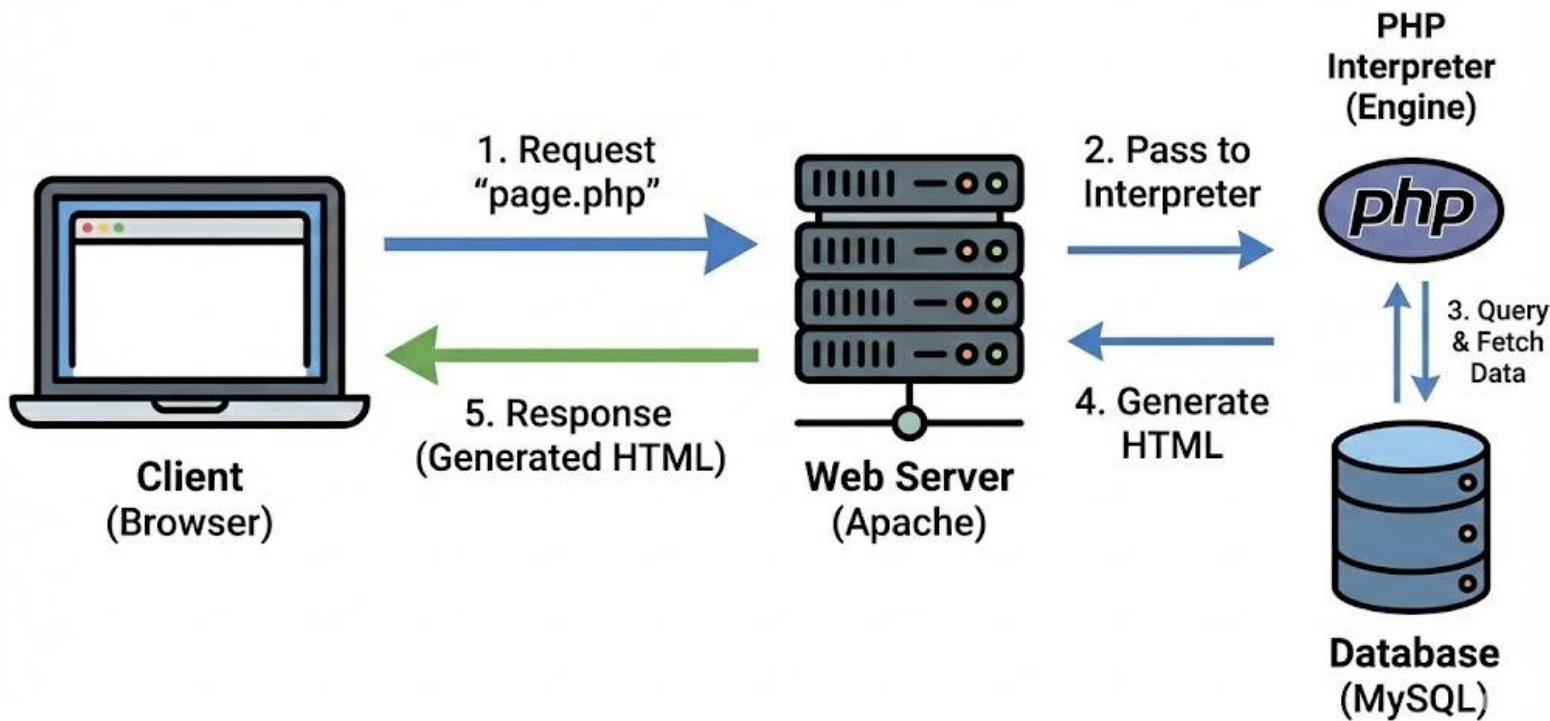 PHP
Interpreter
(Engine)
1. Request
“page.php”
2. Pass to
Interpreter
php
3. Query
& Fetch
Data
5. Response
(Generated HTML)
4. Generate
HTML
Client
(Browser)
Web Server
(Apache)
Database
(MySQL)